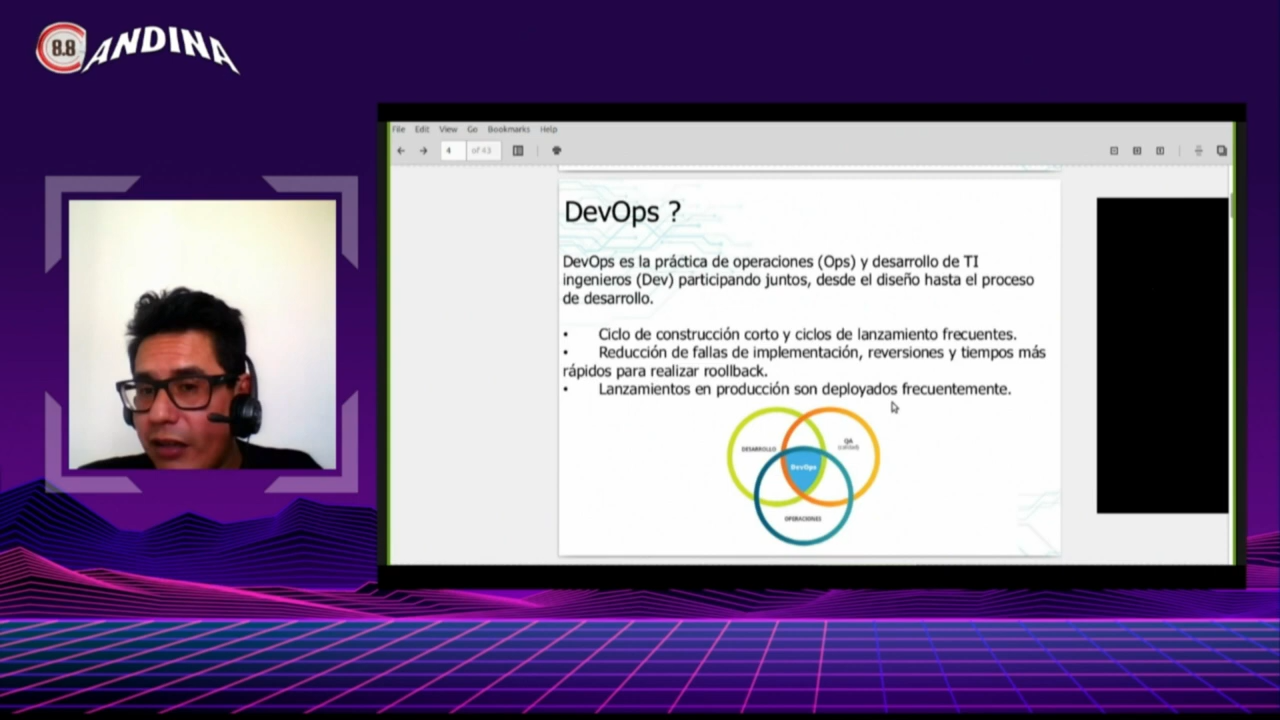 8.8 ANDINA
File Edit View Go Bookmarks Help
4 of 43
DevOps ?
DevOps es la práctica de operaciones (Ops) y desarrollo de TI
ingenieros (Dev) participando juntos, desde el diseño hasta el proceso
de desarrollo.
• Ciclo de construcción corto y ciclos de lanzamiento frecuentes.
• Reducción de fallas de implementación, reversiones y tiempos más
rápidos para realizar roollback.
• Lanzamientos en producción son deployados frecuentemente.
DESARROLLO
QA
(calidad)
DevOps
OPERACIONES